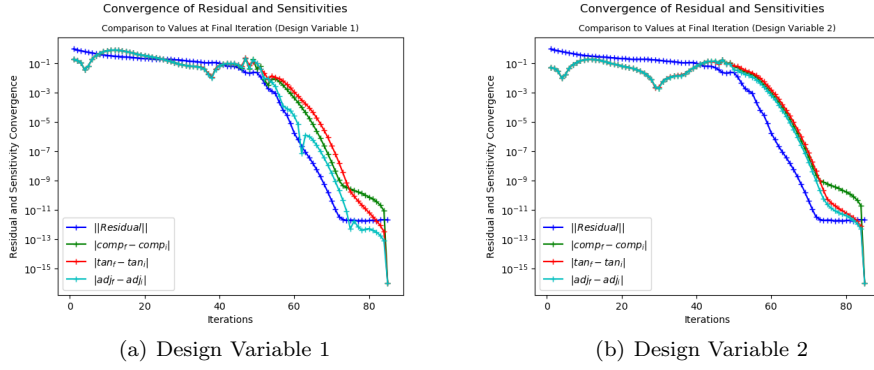 Convergence of Residual and Sensitivities
Comparison to Values at Final Iteration (Design Variable 1)
Residual and Sensitivity Convergence
10⁻¹
10⁻³
10⁻⁵
10⁻⁷
10⁻⁹
10⁻¹¹
10⁻¹³
10⁻¹⁵
||Residual||
|comp_f − comp_i|
|tan_f − tan_i|
|adj_f − adj_i|
0 20 40 60 80
Iterations
(a) Design Variable 1
Convergence of Residual and Sensitivities
Comparison to Values at Final Iteration (Design Variable 2)
Residual and Sensitivity Convergence
10⁻¹
10⁻³
10⁻⁵
10⁻⁷
10⁻⁹
10⁻¹¹
10⁻¹³
10⁻¹⁵
||Residual||
|comp_f − comp_i|
|tan_f − tan_i|
|adj_f − adj_i|
0 20 40 60 80
Iterations
(b) Design Variable 2